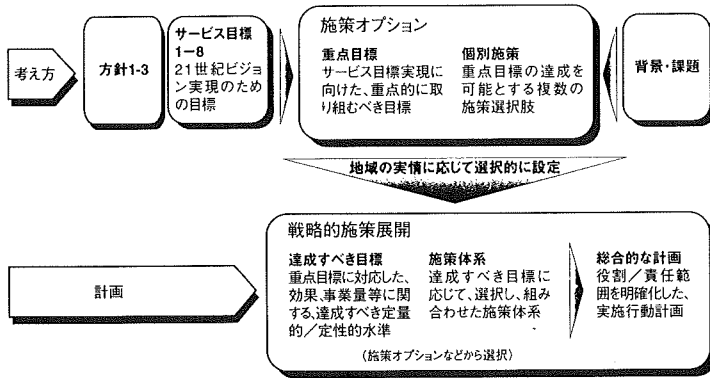 考え方
方針1-3
サービス目標
1－8
21世紀ビジョ
ン実現のため
の目標
施策オプション
重点目標
サービス目標実現に
向けた、重点的に取
り組むべき目標
個別施策
重点目標の達成を
可能とする複数の
施策選択肢
背景・課題
地域の実情に応じて選択的に設定
計画
戦略的施策展開
達成すべき目標
重点目標に対応した、
効果、事業量等に関
する、達成すべき定量
的／定性的水準
施策体系
達成すべき目標に
応じて、選択し、組み
合わせた施策体系
総合的な計画
役割／責任範
囲を明確化した、
実施行動計画
（施策オプションなどから選択）